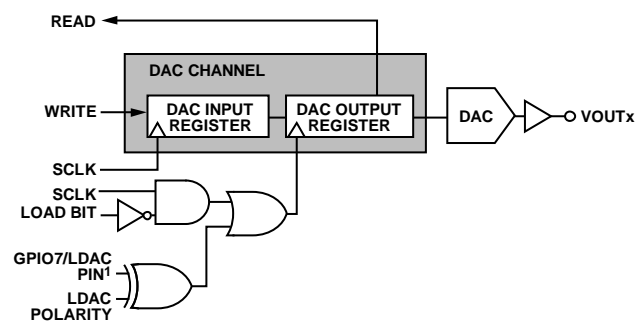 READ
DAC CHANNEL
WRITE
DAC INPUT
REGISTER
DAC OUTPUT
REGISTER
DAC
VOUTx
SCLK
SCLK
LOAD BIT
GPIO7/LDAC
PIN¹
LDAC
POLARITY